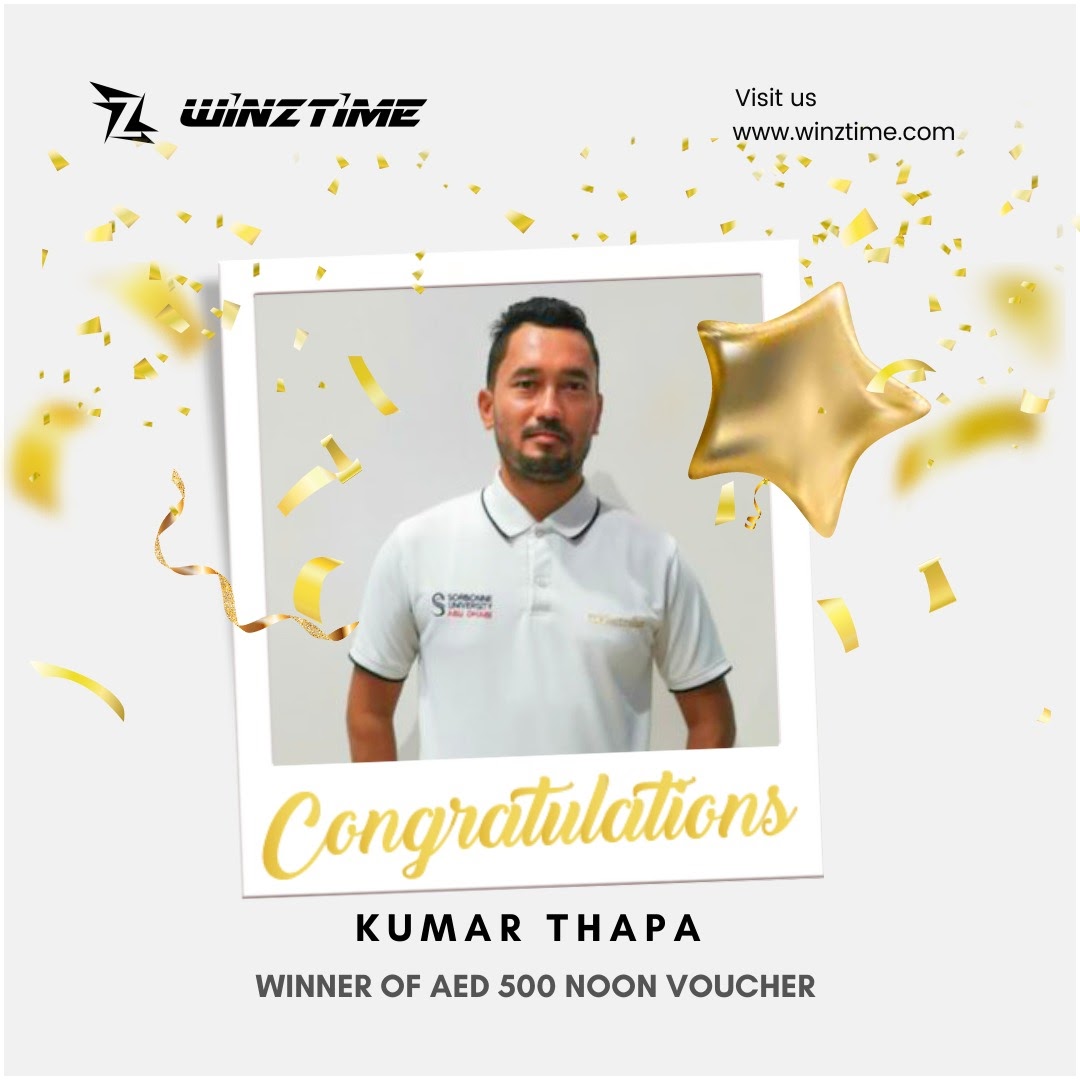 WINZTIME
Visit us
www.winztime.com
SORBONNE
UNIVERSITY
ABU DHABI
Congratulations
KUMAR THAPA
WINNER OF AED 500 NOON VOUCHER